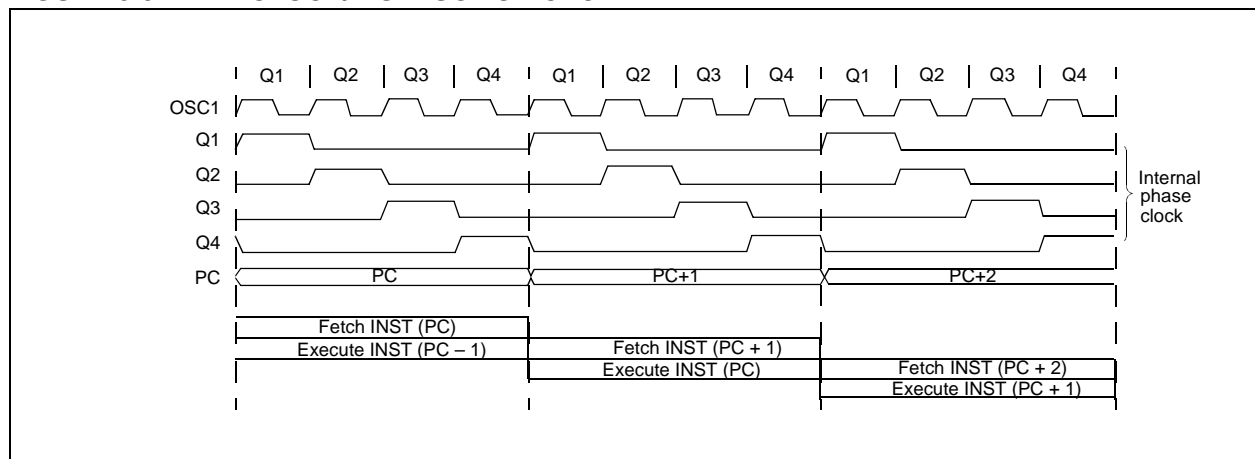 Q1 Q2 Q3 Q4 Q1 Q2 Q3 Q4 Q1 Q2 Q3 Q4
OSC1
Q1
Q2
Q3
Q4
Internal
phase
clock
PC PC PC+1 PC+2
Fetch INST (PC)
Execute INST (PC – 1) Fetch INST (PC + 1)
Execute INST (PC) Fetch INST (PC + 2)
Execute INST (PC + 1)